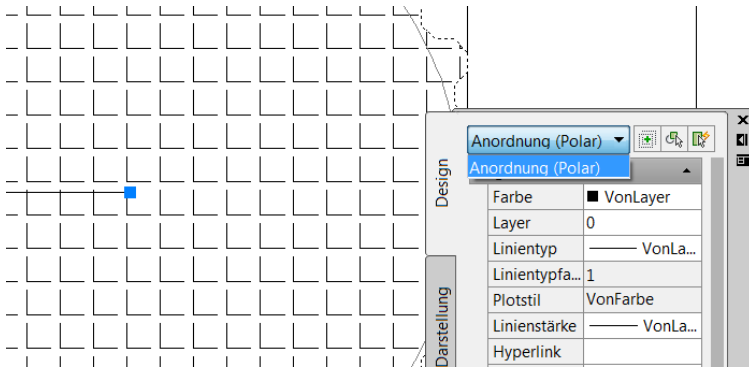 Anordnung (Polar)
Anordnung (Polar)
Design
Farbe VonLayer
Layer 0
Linientyp VonLa...
Linientypfa... 1
Plotstil VonFarbe
Linienstärke VonLa...
Hyperlink
Darstellung